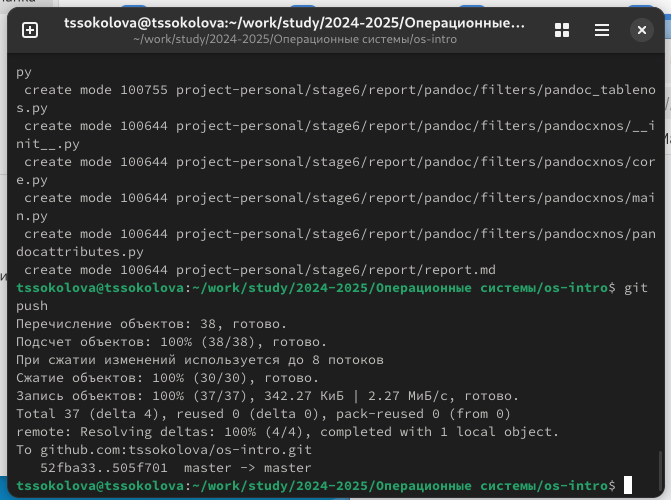 tssokolova@tssokolova:~/work/study/2024-2025/Операционные...
~/work/study/2024-2025/Операционные системы/os-intro
py
 create mode 100755 project-personal/stage6/report/pandoc/filters/pandoc_tableno
s.py
 create mode 100644 project-personal/stage6/report/pandoc/filters/pandocxnos/__i
nit__.py
 create mode 100644 project-personal/stage6/report/pandoc/filters/pandocxnos/cor
e.py
 create mode 100644 project-personal/stage6/report/pandoc/filters/pandocxnos/mai
n.py
 create mode 100644 project-personal/stage6/report/pandoc/filters/pandocxnos/pan
docattributes.py
 create mode 100644 project-personal/stage6/report/report.md
tssokolova@tssokolova:~/work/study/2024-2025/Операционные системы/os-intro$ git
push
Перечисление объектов: 38, готово.
Подсчет объектов: 100% (38/38), готово.
При сжатии изменений используется до 8 потоков
Сжатие объектов: 100% (30/30), готово.
Запись объектов: 100% (37/37), 342.27 КиБ | 2.27 МиБ/с, готово.
Total 37 (delta 4), reused 0 (delta 0), pack-reused 0 (from 0)
remote: Resolving deltas: 100% (4/4), completed with 1 local object.
To github.com:tssokolova/os-intro.git
   52fba33..505f701  master -> master
tssokolova@tssokolova:~/work/study/2024-2025/Операционные системы/os-intro$